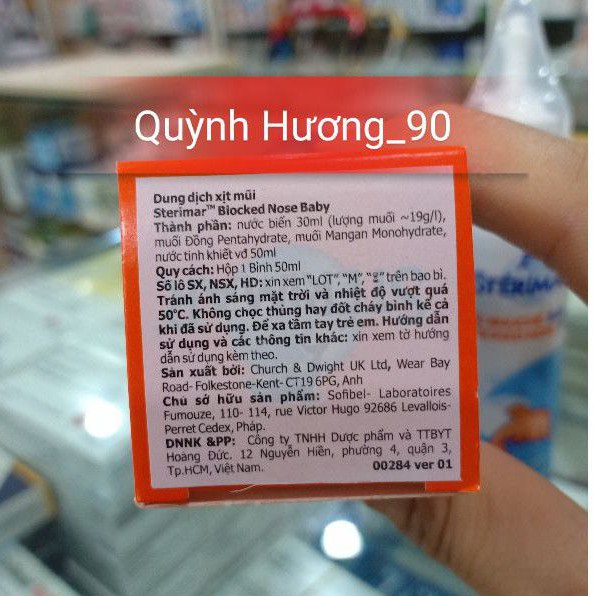 Quỳnh Hương_90
Dung dịch xịt mũi
Sterimar™ Blocked Nose Baby
Thành phần: nước biển 30ml (lượng muối ~19g/l),
muối Đồng Pentahydrate, muối Mangan Monohydrate,
nước tinh khiết vđ 50ml
Quy cách: Hộp 1 Bình 50ml
Số lô SX, NSX, HD: xin xem "LOT", "M", "⌛" trên bao bì.
Tránh ánh sáng mặt trời và nhiệt độ vượt quá
50°C. Không chọc thủng hay đốt cháy bình kể cả
khi đã sử dụng. Để xa tầm tay trẻ em. Hướng dẫn
sử dụng và các thông tin khác: xin xem tờ hướng
dẫn sử dụng kèm theo.
Sản xuất bởi: Church & Dwight UK Ltd, Wear Bay
Road- Folkestone-Kent- CT19 6PG, Anh
Chủ sở hữu sản phẩm: Sofibel- Laboratoires
Fumouze, 110- 114, rue Victor Hugo 92686 Levallois-
Perret Cedex, Pháp.
DNNK &PP: Công ty TNHH Dược phẩm và TTBYT
Hoàng Đức. 12 Nguyễn Hiền, phường 4, quận 3,
Tp.HCM, Việt Nam.
00284 ver 01